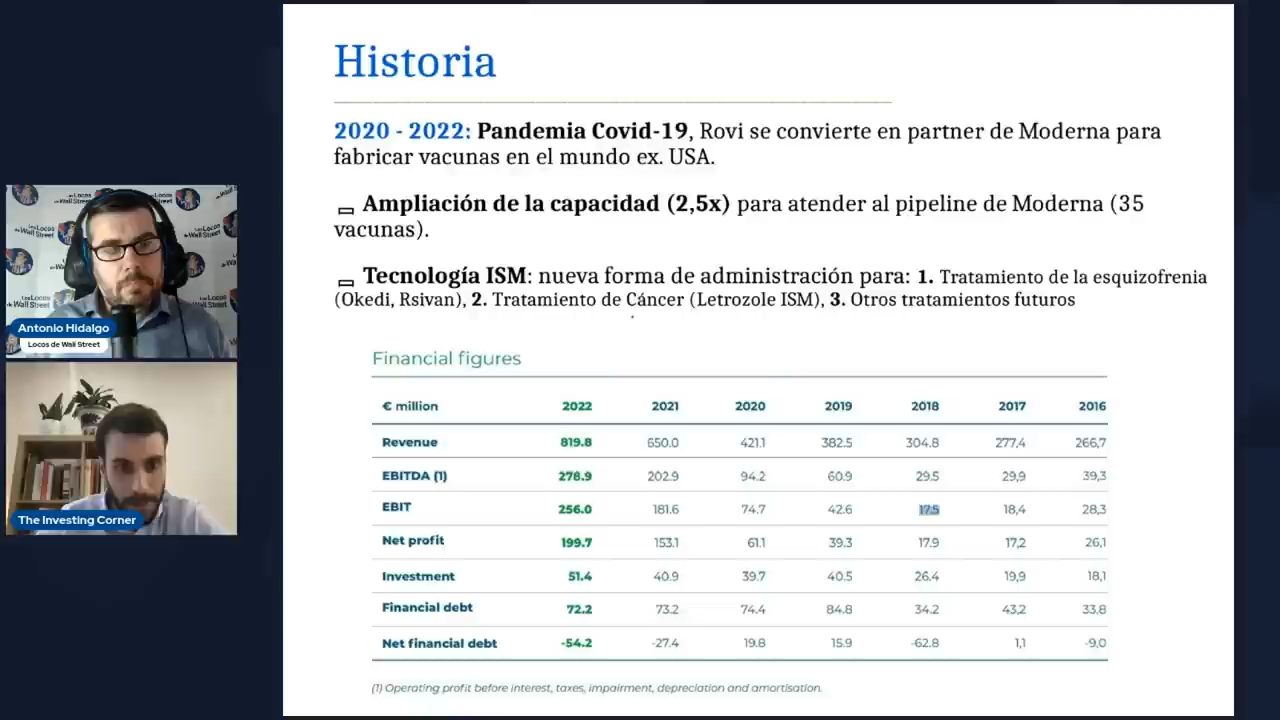 Historia
2020 - 2022: Pandemia Covid-19, Rovi se convierte en partner de Moderna para
fabricar vacunas en el mundo ex. USA.
Ampliación de la capacidad (2,5x) para atender al pipeline de Moderna (35
vacunas).
Tecnología ISM: nueva forma de administración para: 1. Tratamiento de la esquizofrenia
(Okedi, Rsivan), 2. Tratamiento de Cáncer (Letrozole ISM), 3. Otros tratamientos futuros
Financial figures
€ million 2022 2021 2020 2019 2018 2017 2016
Revenue 819.8 650.0 421.1 382.5 304.8 277,4 266,7
EBITDA (1) 278.9 202.9 94.2 60.9 29.5 29,9 39,3
EBIT 256.0 181.6 74.7 42.6 17.5 18,4 28,3
Net profit 199.7 153.1 61.1 39.3 17.9 17,2 26,1
Investment 51.4 40.9 39.7 40.5 26.4 19,9 18,1
Financial debt 72.2 73.2 74.4 84.8 34.2 43,2 33.8
Net financial debt -54.2 -27.4 19.8 15.9 -62.8 1,1 -9,0
(1) Operating profit before interest, taxes, impairment, depreciation and amortisation.
Antonio Hidalgo
Locos de Wall Street
The Investing Corner